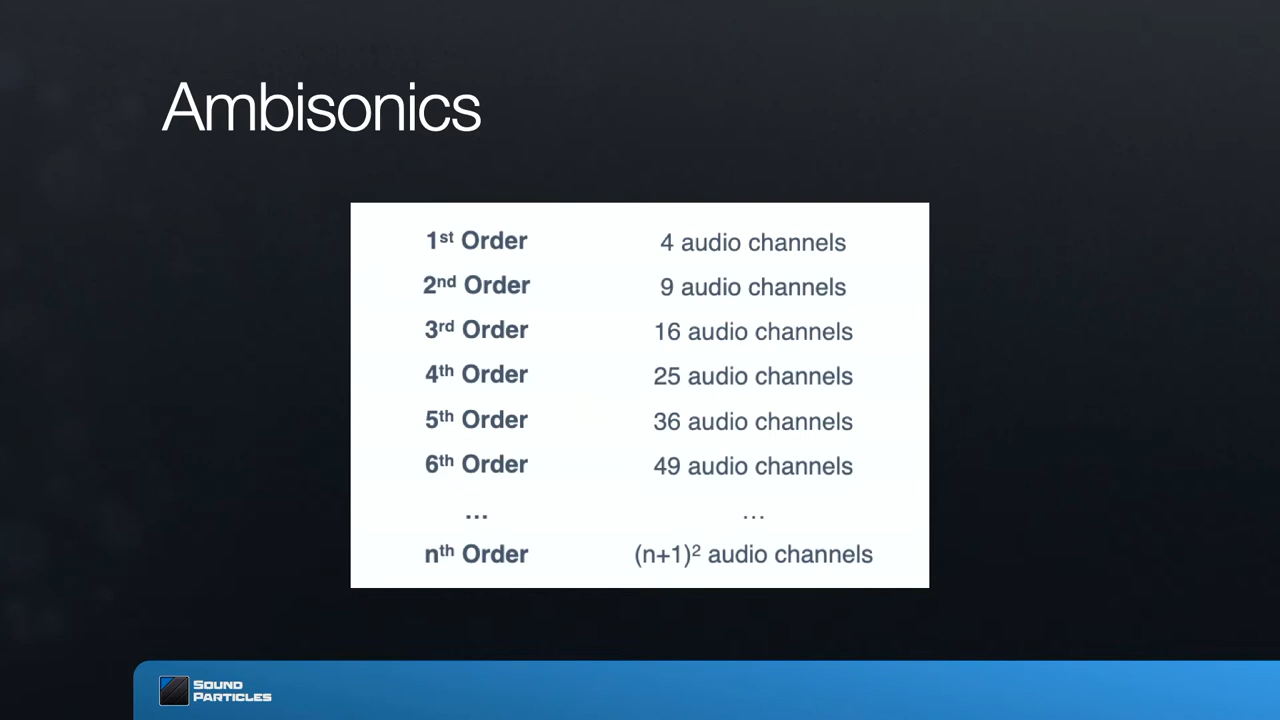 Ambisonics
1st Order 4 audio channels
2nd Order 9 audio channels
3rd Order 16 audio channels
4th Order 25 audio channels
5th Order 36 audio channels
6th Order 49 audio channels
... ...
nth Order (n+1)² audio channels
SOUND
PARTICLES